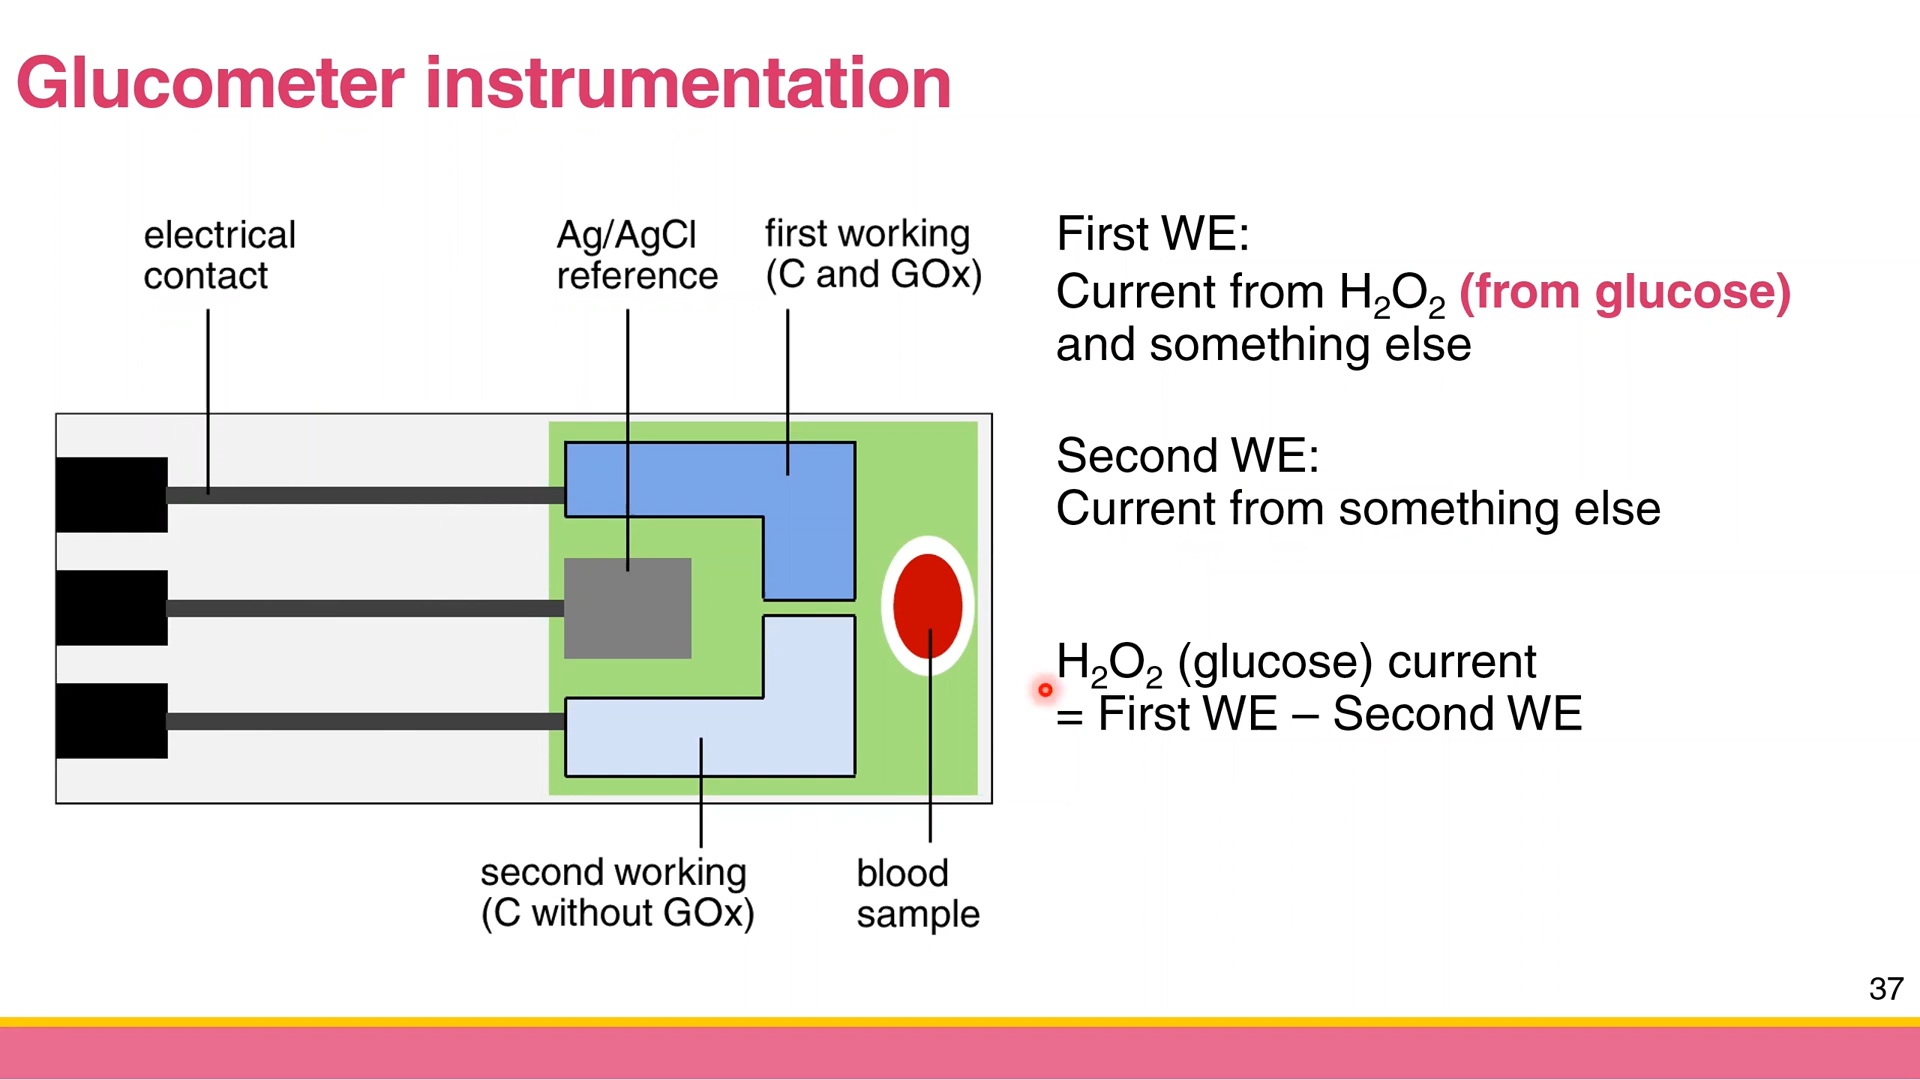 Glucometer instrumentation
electrical
contact
Ag/AgCl
reference
first working
(C and GOx)
second working
(C without GOx)
blood
sample
First WE:
Current from H₂O₂ (from glucose)
and something else
Second WE:
Current from something else
H₂O₂ (glucose) current
= First WE – Second WE
37